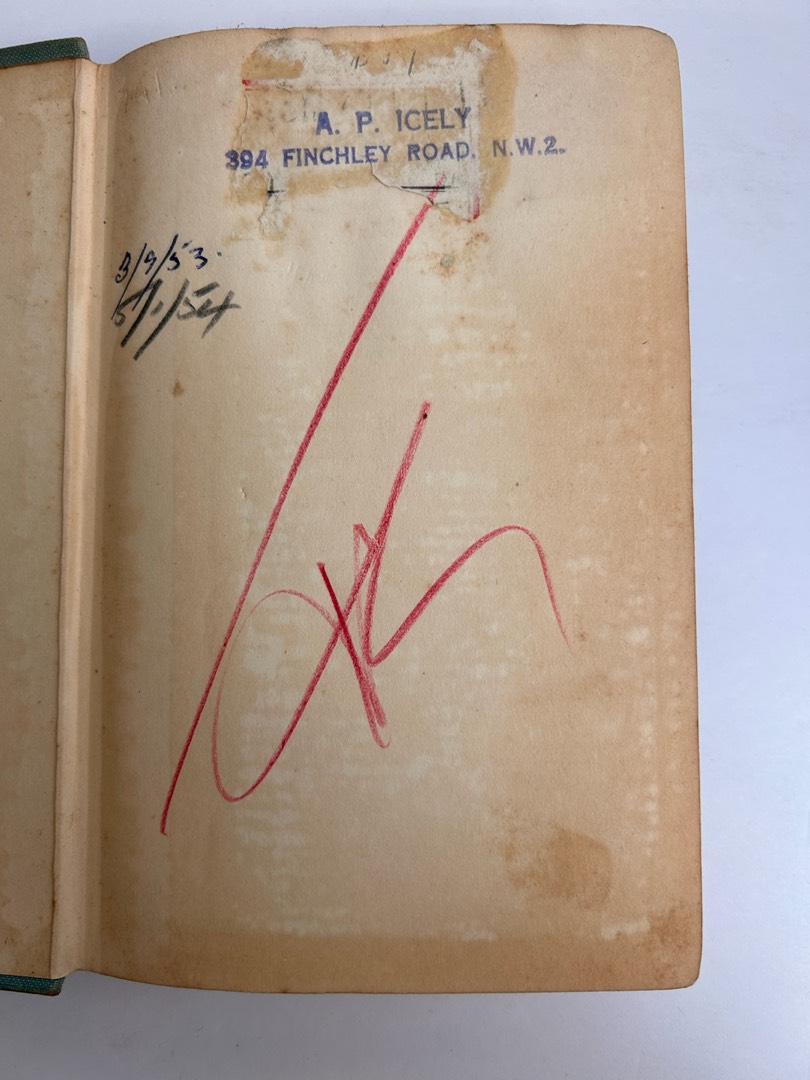 A. P. ICELY
394 FINCHLEY ROAD, N.W.2.
3/9/53.
5/1/54